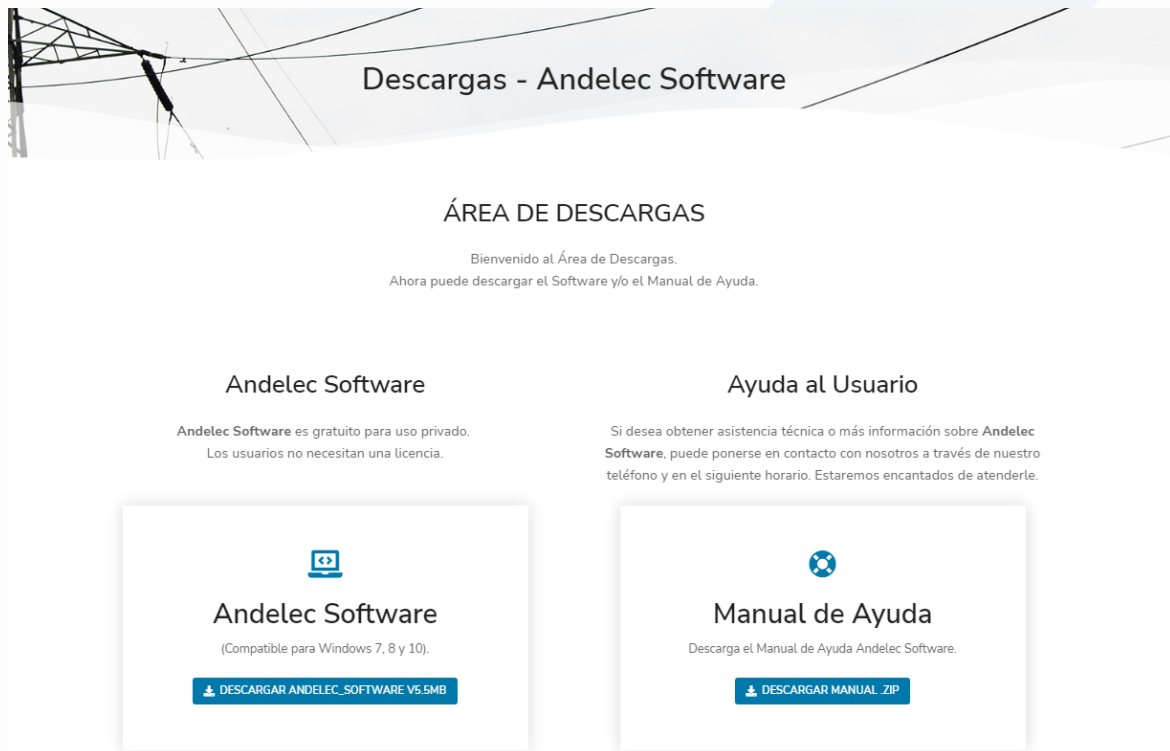 Descargas - Andelec Software
ÁREA DE DESCARGAS
Bienvenido al Área de Descargas.
Ahora puede descargar el Software y/o el Manual de Ayuda.
Andelec Software
Andelec Software es gratuito para uso privado.
Los usuarios no necesitan una licencia.
Andelec Software
(Compatible para Windows 7, 8 y 10).
DESCARGAR ANDELEC_SOFTWARE V5.5MB
Ayuda al Usuario
Si desea obtener asistencia técnica o más información sobre Andelec
Software, puede ponerse en contacto con nosotros a través de nuestro
teléfono y en el siguiente horario. Estaremos encantados de atenderle.
Manual de Ayuda
Descarga el Manual de Ayuda Andelec Software.
DESCARGAR MANUAL .ZIP